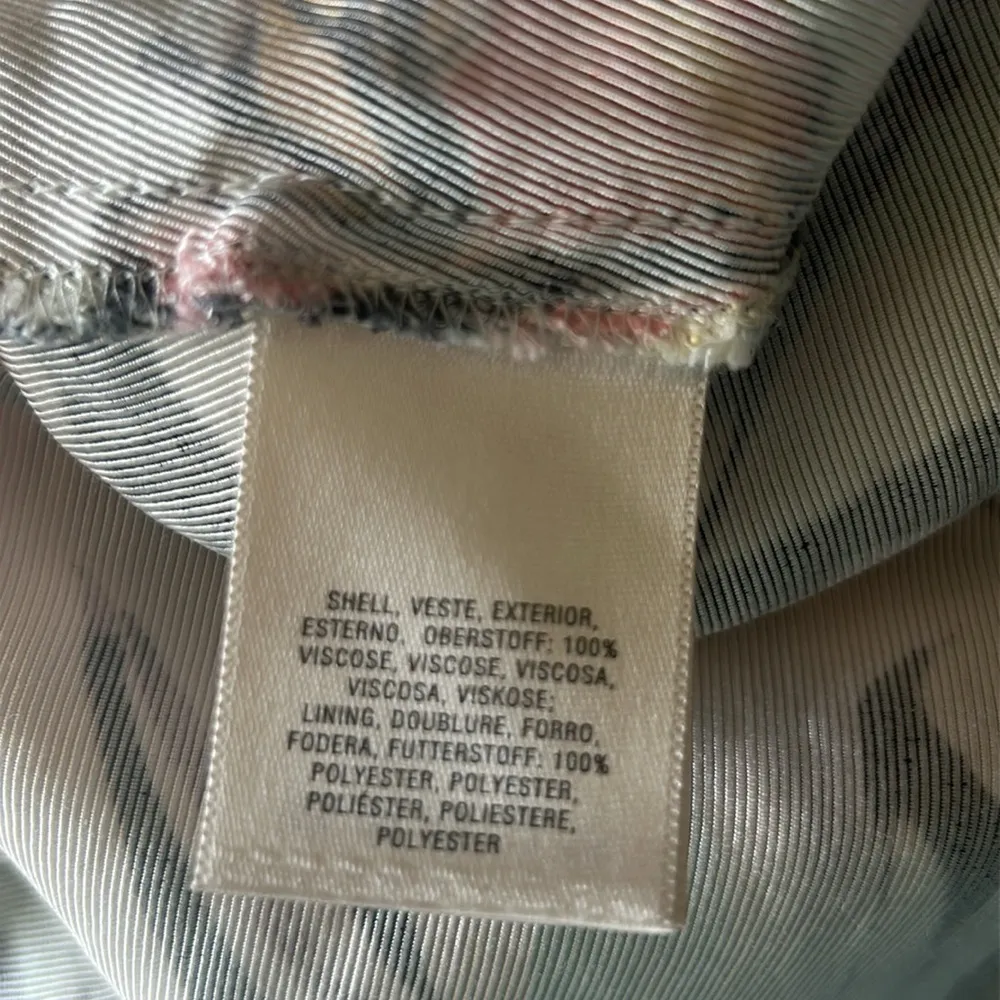 SHELL, VESTE, EXTERIOR,
ESTERNO, OBERSTOFF: 100%
VISCOSE, VISCOSE, VISCOSA,
VISCOSA, VISKOSE;
LINING, DOUBLURE, FORRO,
FODERA, FUTTERSTOFF: 100%
POLYESTER, POLYESTER,
POLIÉSTER, POLIESTERE,
POLYESTER